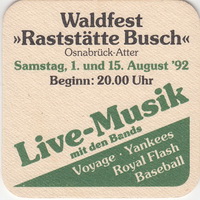 Waldfest
»Raststätte Busch«
Osnabrück-Atter
Samstag, 1. und 15. August '92
Beginn: 20.00 Uhr
Live-Musik
mit den Bands
Voyage · Yankees
Royal Flash
Baseball